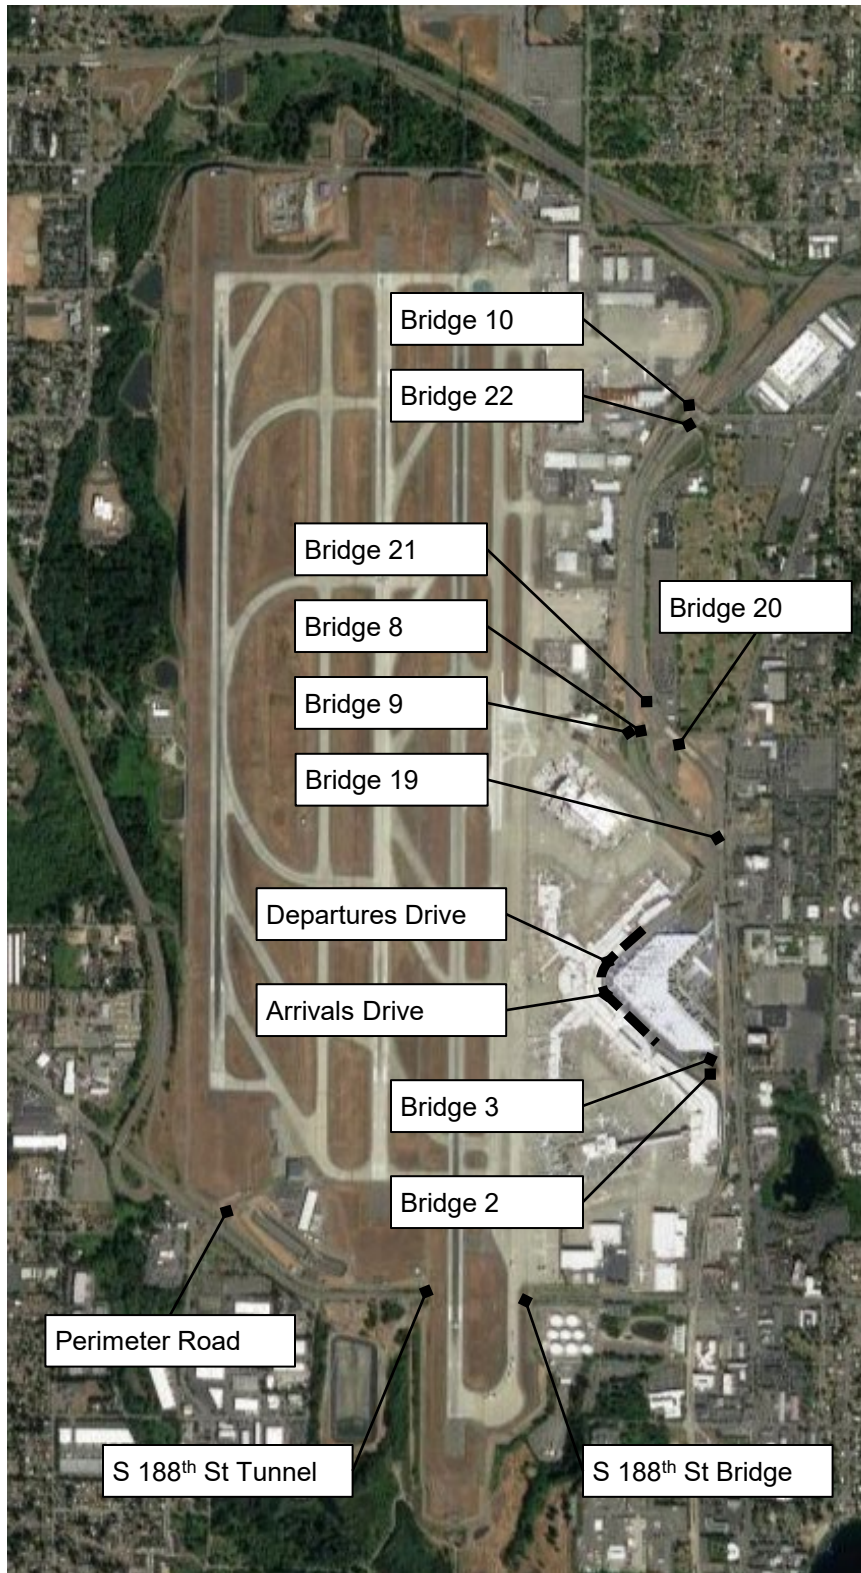 Bridge 10
Bridge 22
Bridge 21
Bridge 20
Bridge 8
Bridge 9
Bridge 19
Departures Drive
Arrivals Drive
Bridge 3
Bridge 2
Perimeter Road
S 188th St Tunnel
S 188th St Bridge